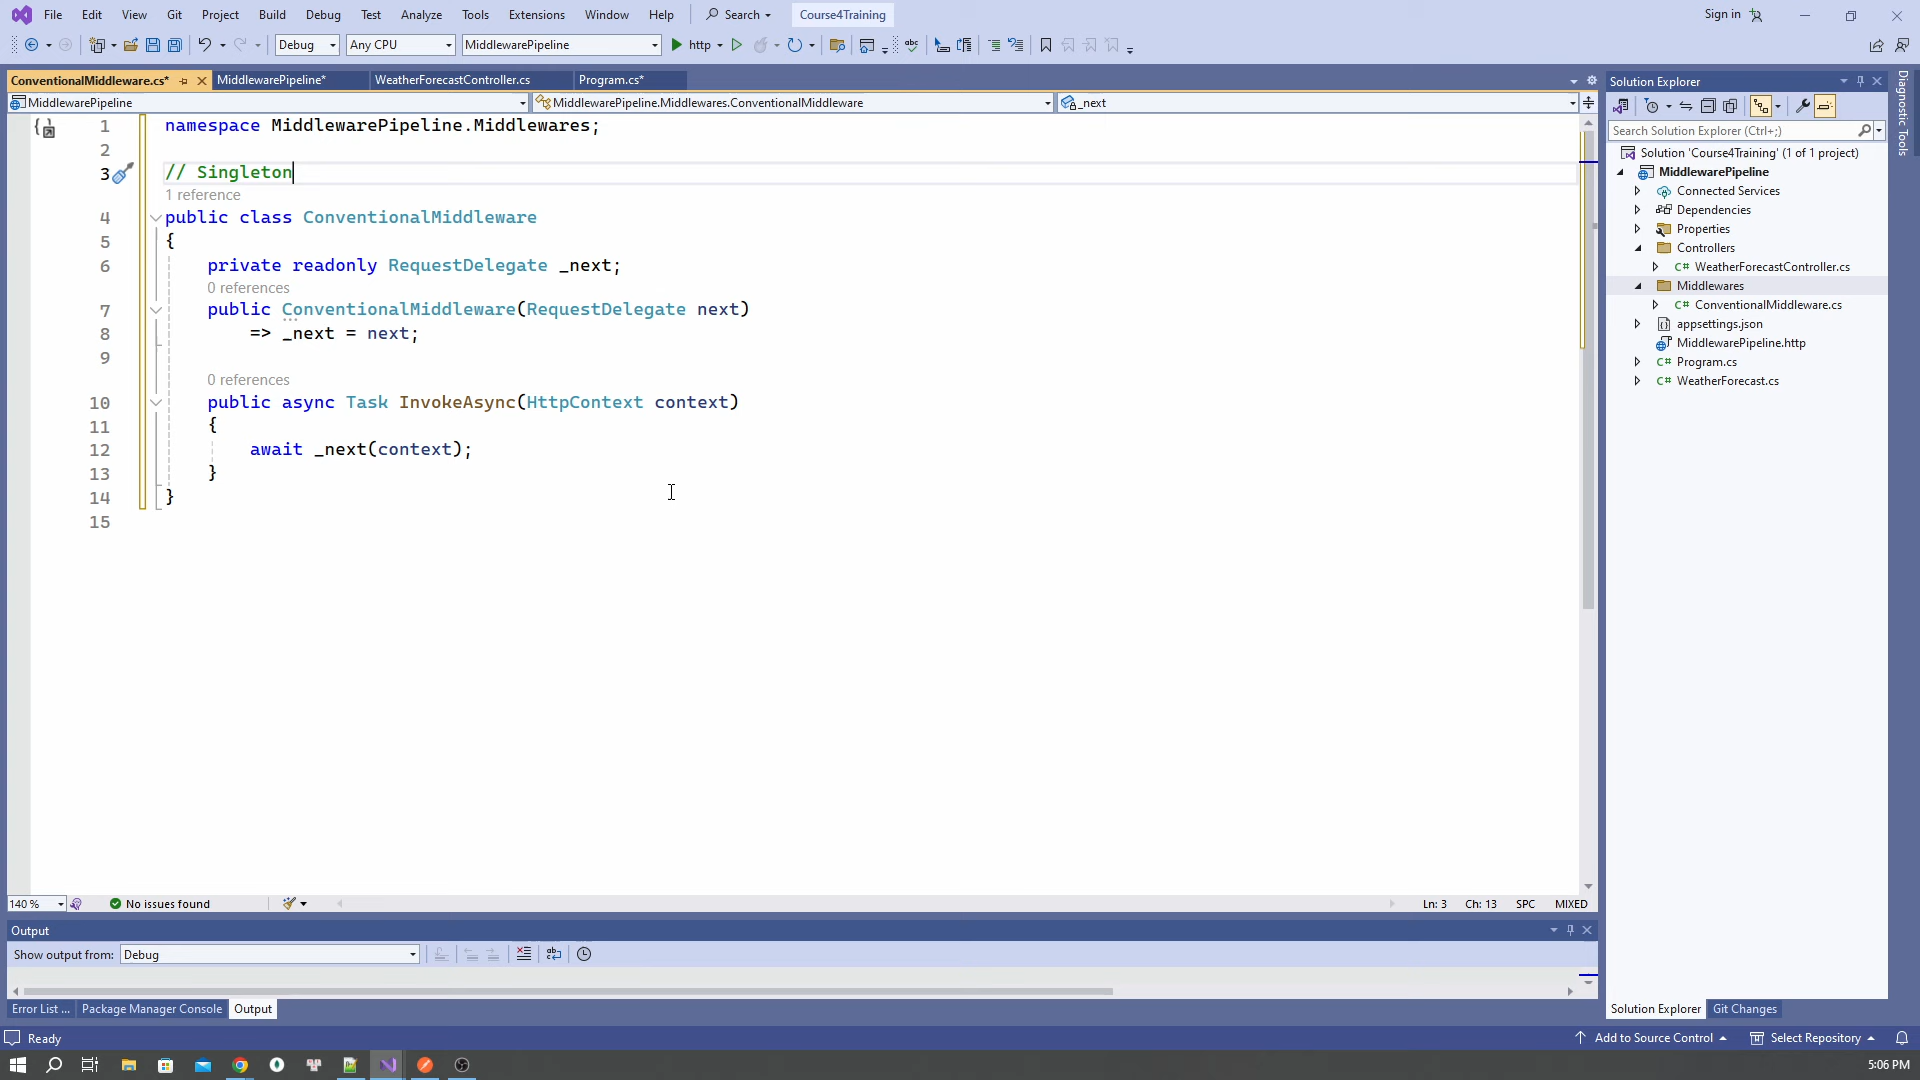 File Edit View Git Project Build Debug Test Analyze Tools Extensions Window Help Search Course4Training Sign in
Debug Any CPU MiddlewarePipeline http
ConventionalMiddleware.cs* MiddlewarePipeline* WeatherForecastController.cs Program.cs*
MiddlewarePipeline MiddlewarePipeline.Middlewares.ConventionalMiddleware _next
1 namespace MiddlewarePipeline.Middlewares;
2
3 // Singleton
1 reference
4 public class ConventionalMiddleware
5 {
6 private readonly RequestDelegate _next;
0 references
7 public ConventionalMiddleware(RequestDelegate next)
8 => _next = next;
9
0 references
10 public async Task InvokeAsync(HttpContext context)
11 {
12 await _next(context);
13 }
14 }
15
140 % No issues found Ln: 3 Ch: 13 SPC MIXED
Output
Show output from: Debug
Error List ... Package Manager Console Output
Solution Explorer
Search Solution Explorer (Ctrl+;)
Solution 'Course4Training' (1 of 1 project)
MiddlewarePipeline
Connected Services
Dependencies
Properties
Controllers
C# WeatherForecastController.cs
Middlewares
C# ConventionalMiddleware.cs
appsettings.json
MiddlewarePipeline.http
C# Program.cs
C# WeatherForecast.cs
Solution Explorer Git Changes
Diagnostic Tools
Ready Add to Source Control Select Repository
5:06 PM